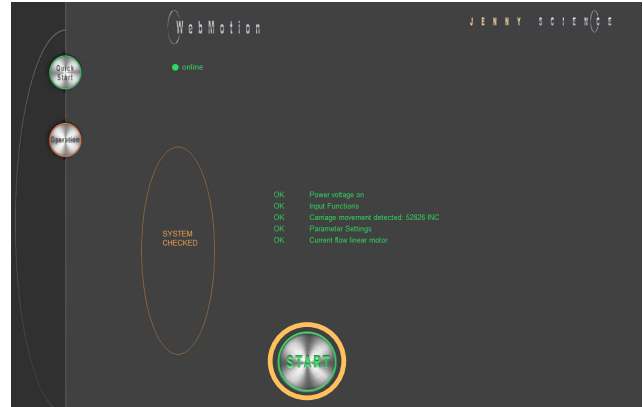 WebMotion
JENNY SCIENCE
Quick
Start
online
Operation
OK Power voltage on
OK Input Functions
OK Carriage movement detected: 52826 INC
OK Parameter Settings
OK Current flow linear motor
SYSTEM
CHECKED
START